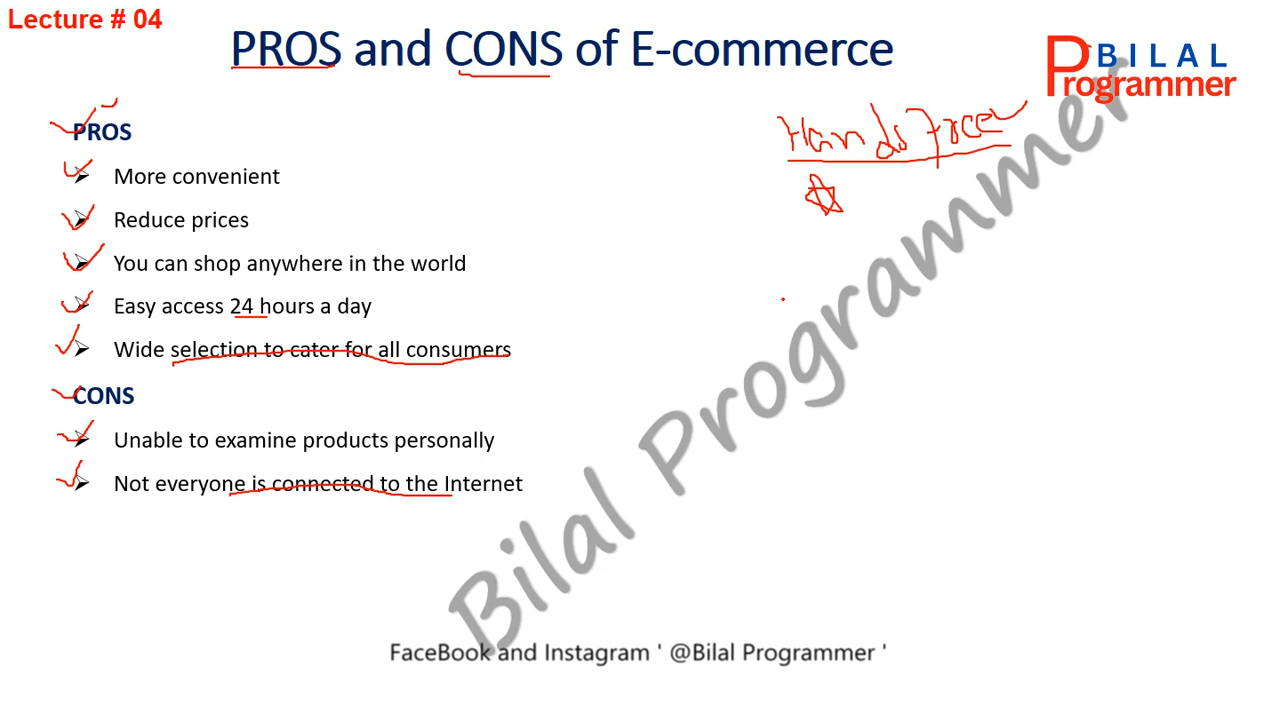 Lecture # 04
PROS and CONS of E-commerce
BILAL
Programmer
PROS
More convenient
Reduce prices
You can shop anywhere in the world
Easy access 24 hours a day
Wide selection to cater for all consumers
CONS
Unable to examine products personally
Not everyone is connected to the Internet
Hands free
Bilal Programmer
FaceBook and Instagram ' @Bilal Programmer '